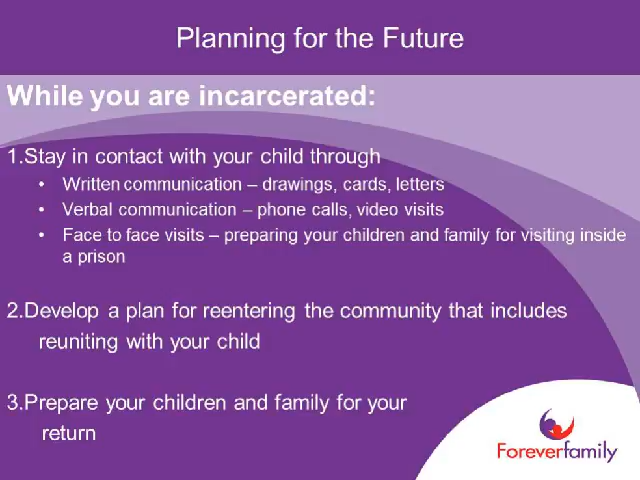 Planning for the Future
While you are incarcerated:
1.Stay in contact with your child through
• Written communication – drawings, cards, letters
• Verbal communication – phone calls, video visits
• Face to face visits – preparing your children and family for visiting inside
a prison
2.Develop a plan for reentering the community that includes
reuniting with your child
3.Prepare your children and family for your
return
Foreverfamily